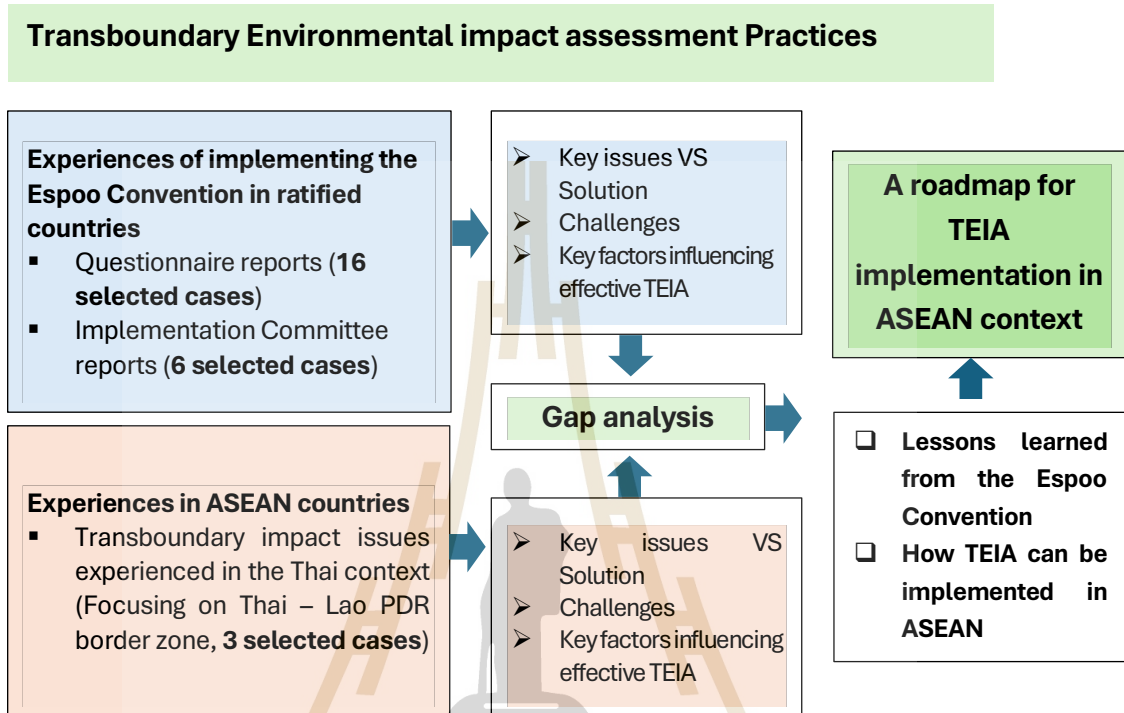 Transboundary Environmental impact assessment Practices
Experiences of implementing the
Espoo Convention in ratified
countries
▪ Questionnaire reports (16
selected cases)
▪ Implementation Committee
reports (6 selected cases)
➢ Key issues VS
Solution
➢ Challenges
➢ Key factors influencing
effective TEIA
A roadmap for
TEIA
implementation in
ASEAN context
Gap analysis
Experiences in ASEAN countries
▪ Transboundary impact issues
experienced in the Thai context
(Focusing on Thai – Lao PDR
border zone, 3 selected cases)
➢ Key issues VS
Solution
➢ Challenges
➢ Key factors influencing
effective TEIA
❑ Lessons learned
from the Espoo
Convention
❑ How TEIA can be
implemented in
ASEAN